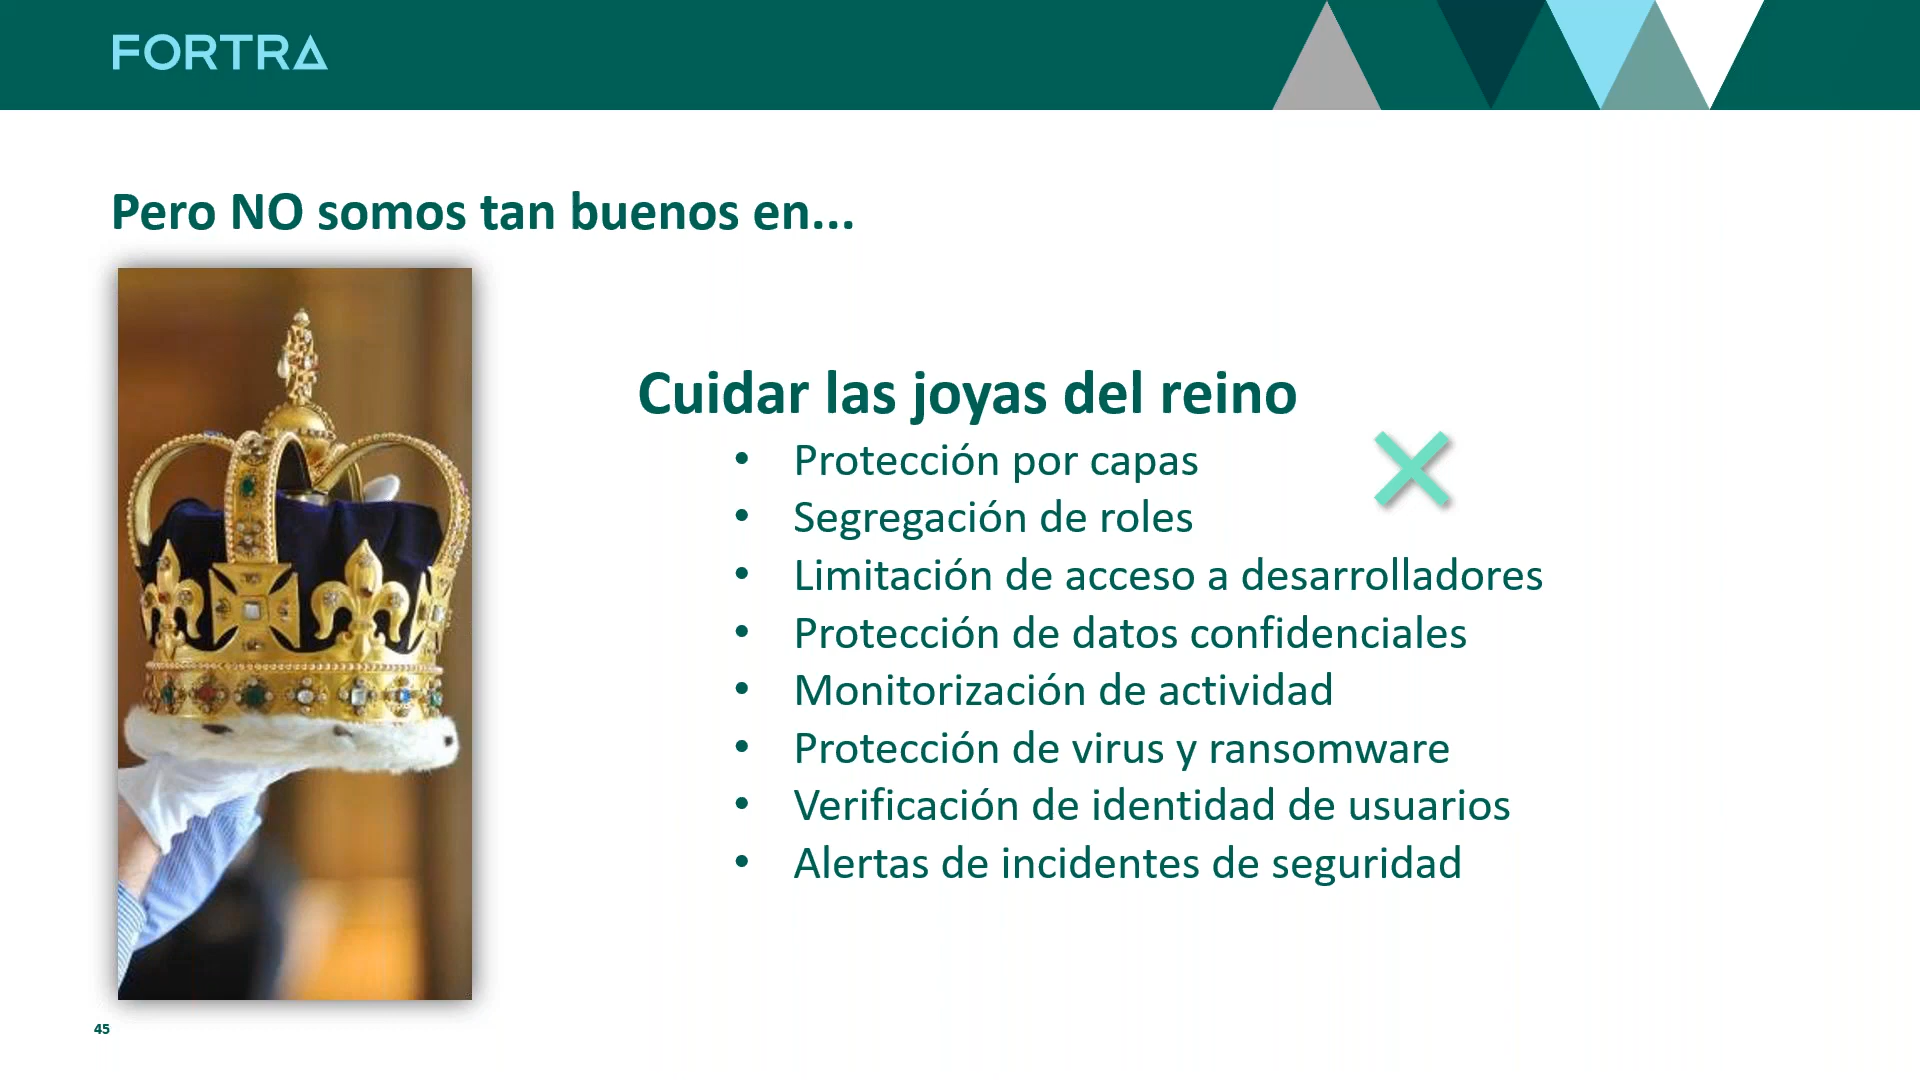 FORTRA
Pero NO somos tan buenos en...
Cuidar las joyas del reino
• Protección por capas
• Segregación de roles
• Limitación de acceso a desarrolladores
• Protección de datos confidenciales
• Monitorización de actividad
• Protección de virus y ransomware
• Verificación de identidad de usuarios
• Alertas de incidentes de seguridad
45